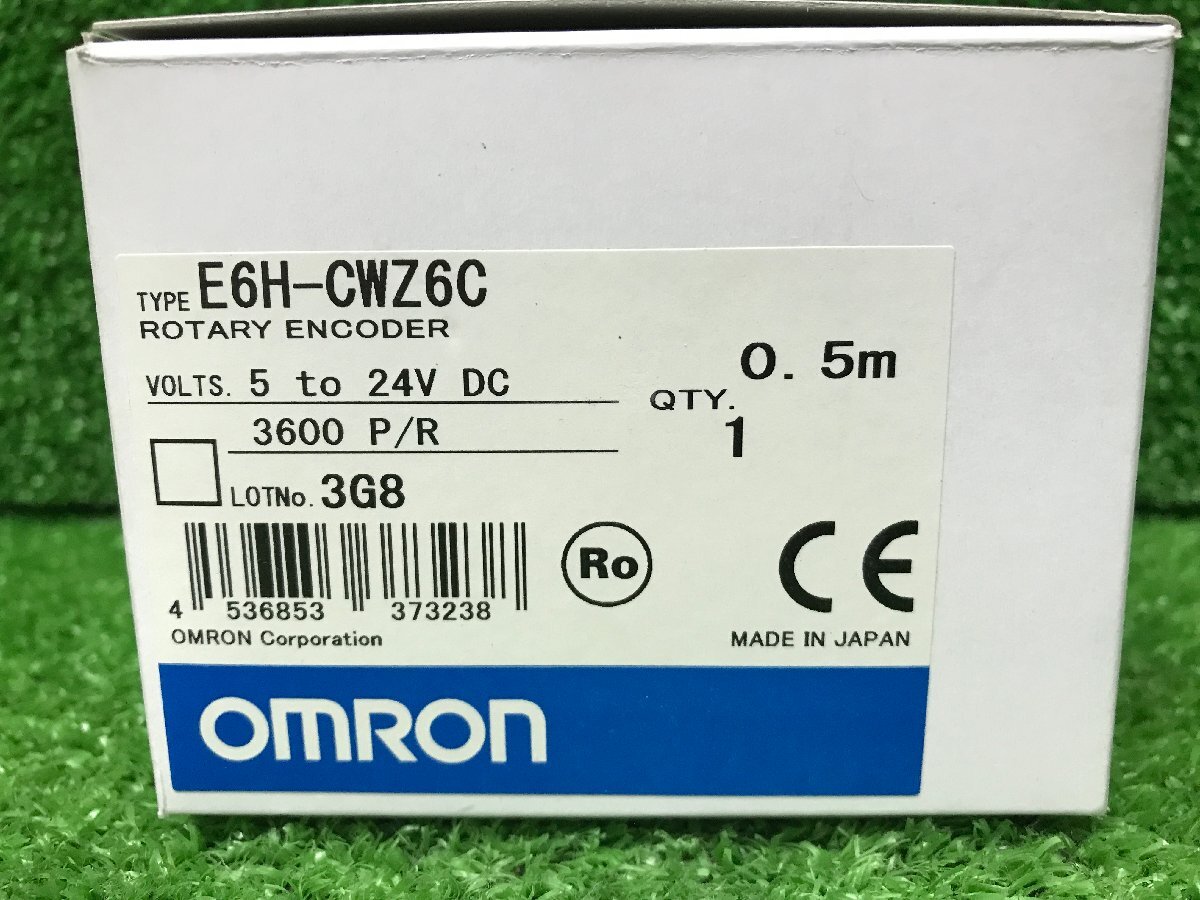 TYPE E6H-CWZ6C
ROTARY ENCODER
VOLTS. 5 to 24V DC
0. 5m
QTY.
3600 P/R
1
LOTNo. 3G8
Ro
CE
4 536853 373238
OMRON Corporation
MADE IN JAPAN
OMRON